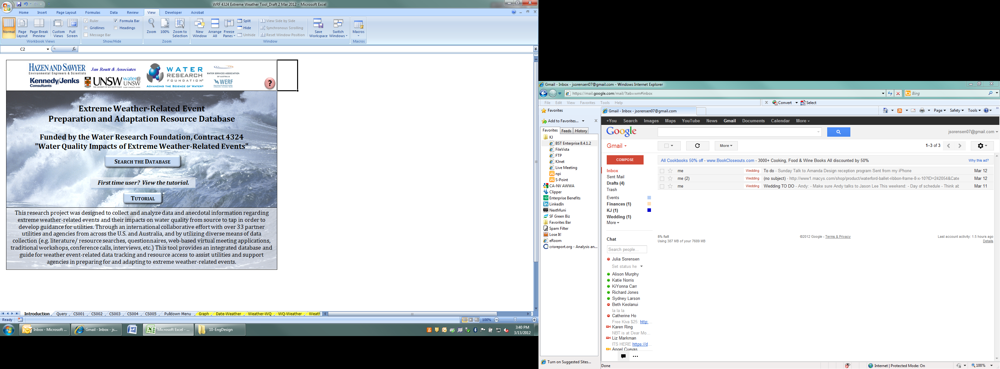 WRF 4324 Extreme Weather Tool_Draft 2 Mar 2012 - Microsoft Excel
Home Insert Page Layout Formulas Data Review View Developer Acrobat
Normal Page Layout Page Break Preview Custom Views Full Screen
Workbook Views
Ruler Formula Bar
Gridlines Headings
Message Bar
Show/Hide
Zoom 100% Zoom to Selection
Zoom
New Window Arrange All Freeze Panes
Split
Hide
Unhide
View Side by Side
Synchronous Scrolling
Reset Window Position
Save Workspace Switch Windows
Window
Macros
Macros
C2 fx
HAZEN AND SAWYER
Environmental Engineers & Scientists
Jan Routt & Associates
Kennedy/Jenks
Consultants
UNSW
THE UNIVERSITY OF NEW SOUTH WALES
water@
UNSW
water research centre
WATER
RESEARCH
FOUNDATION
ADVANCING THE SCIENCE OF WATER
WATER SERVICES ASSOCIATION
OF AUSTRALIA
WERF
?
Extreme Weather-Related Event
Preparation and Adaptation Resource Database
Funded by the Water Research Foundation, Contract 4324
"Water Quality Impacts of Extreme Weather-Related Events"
SEARCH THE DATABASE
First time user? View the tutorial.
TUTORIAL
This research project was designed to collect and analyze data and anecdotal information regarding
extreme weather-related events and their impacts on water quality from source to tap in order to
develop guidance for utilities. Through an international collaborative effort with over 33 partner
utilities and agencies from across the U.S. and Australia, and by utilizing diverse means of data
collection (e.g. literature/ resource searches, questionnaires, web-based virtual meeting applications,
traditional workshops, conference calls, interviews, etc.) This tool provides an integrated database and
guide for weather event-related data tracking and resource access to assist utilities and support
agencies in preparing for and adapting to extreme weather-related events.
Introduction Query CS001 CS002 CS003 CS004 CS005 Pulldown Menu Graph Date-Weather Weather-WQ WQ-Weather Weath
Ready 100%
Inbox - Microsoft ... Gmail - Inbox - js... Microsoft Excel - ... 10-EngDesign
3:40 PM
3/13/2012
Gmail - Inbox - jsorensen07@gmail.com - Windows Internet Explorer
https://mail.google.com/mail/?tab=wm#inbox
Bing
File Edit View Favorites Tools Help
Convert Select
Favorites
Gmail - Inbox - jsorensen07@gmail.com
Page Safety Tools
Add to Favorites...
Favorites Feeds History
KJ
BST Enterprise 8.4.1.2
FileVista
FTP
KJnet
Live Meeting
npi
S-Point
CA-NV AWWA
Clipper
Enterprise Benefits
LinkedIn
NextMuni
SF Green Biz
Favorites Bar
Spam Filter
Lose It!
eRoom
crisreport.org - Analysis an...
Turn on Suggested Sites...
+You Search Images Maps YouTube News Gmail Documents Calendar More
Google
jsorensen07@gmail.com
Gmail
More
1–3 of 3
COMPOSE
All Cookbooks 50% off - www.BookCloseouts.com - 3000+ Cooking, Food & Wine Books All discounted by 50%
Why this ad?
me Wedding To do - Sunday Talk to Amanda Design reception program Sent from my iPhone Mar 12
me (2) Wedding (no subject) - http://www1.macys.com/shop/product/waterford-ballet-ribbon-frame-8-x-10?ID=242054&Cate Mar 12
me Wedding Wedding TO DO - Andy: - Make sure Andy talks to Jason Lee This weekend: - Day of schedule - Think at Mar 11
Inbox
Sent Mail
Drafts (4)
Trash
Events
Finances (1)
KJ (1)
Wedding (1)
More
5% full
Using 387 MB of your 7689 MB
©2012 Google - Terms & Privacy
Last account activity: 1.5 hours ago
Details
Chat
Search people...
Julia Sorensen
Set status he
Alison Murphy
Katie Norris
KiYonna Carr
Richard Jones
Sydney Larson
Beth Keolanui
la la la
Catherine Ho
Free Kiva $25: http:...
Karen Ring
NBT is at Dear Mo...
Liz Markman
ITS HERE https://d...
Angel Cuevas
Done
Internet | Protected Mode: On
100%